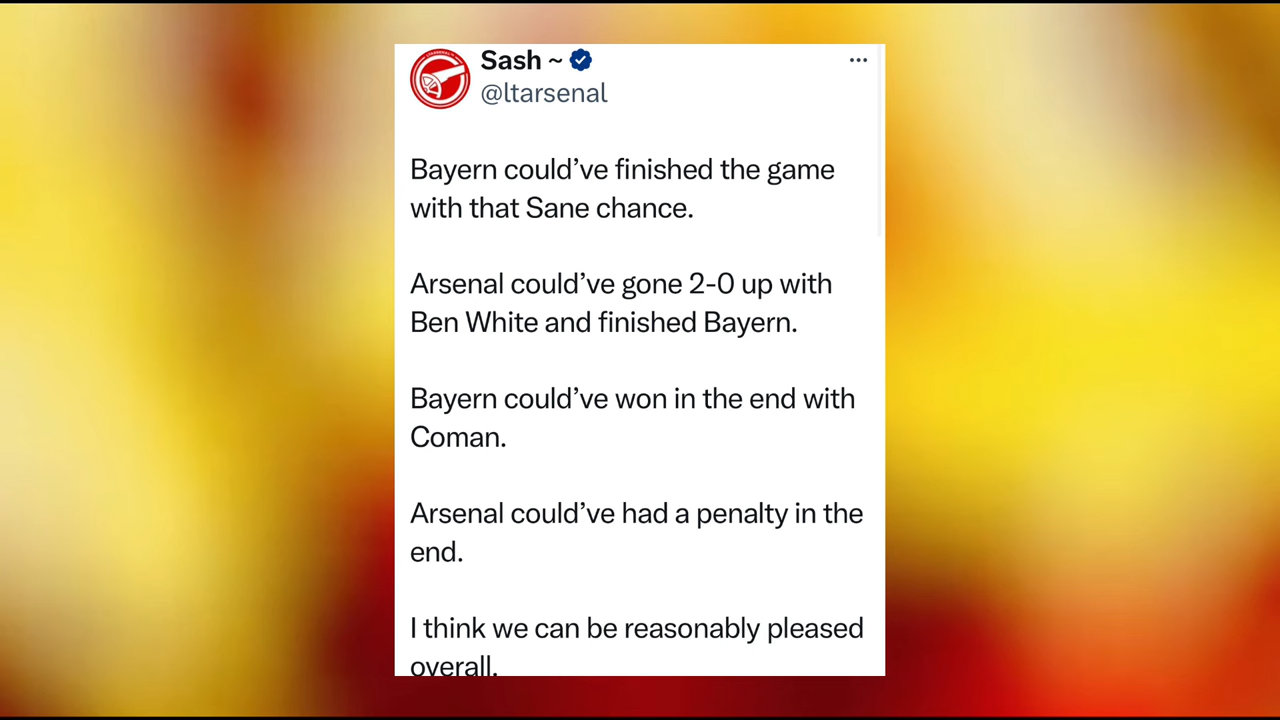 Sash ~
@ltarsenal
Bayern could’ve finished the game
with that Sane chance.
Arsenal could’ve gone 2-0 up with
Ben White and finished Bayern.
Bayern could’ve won in the end with
Coman.
Arsenal could’ve had a penalty in the
end.
I think we can be reasonably pleased
overall.